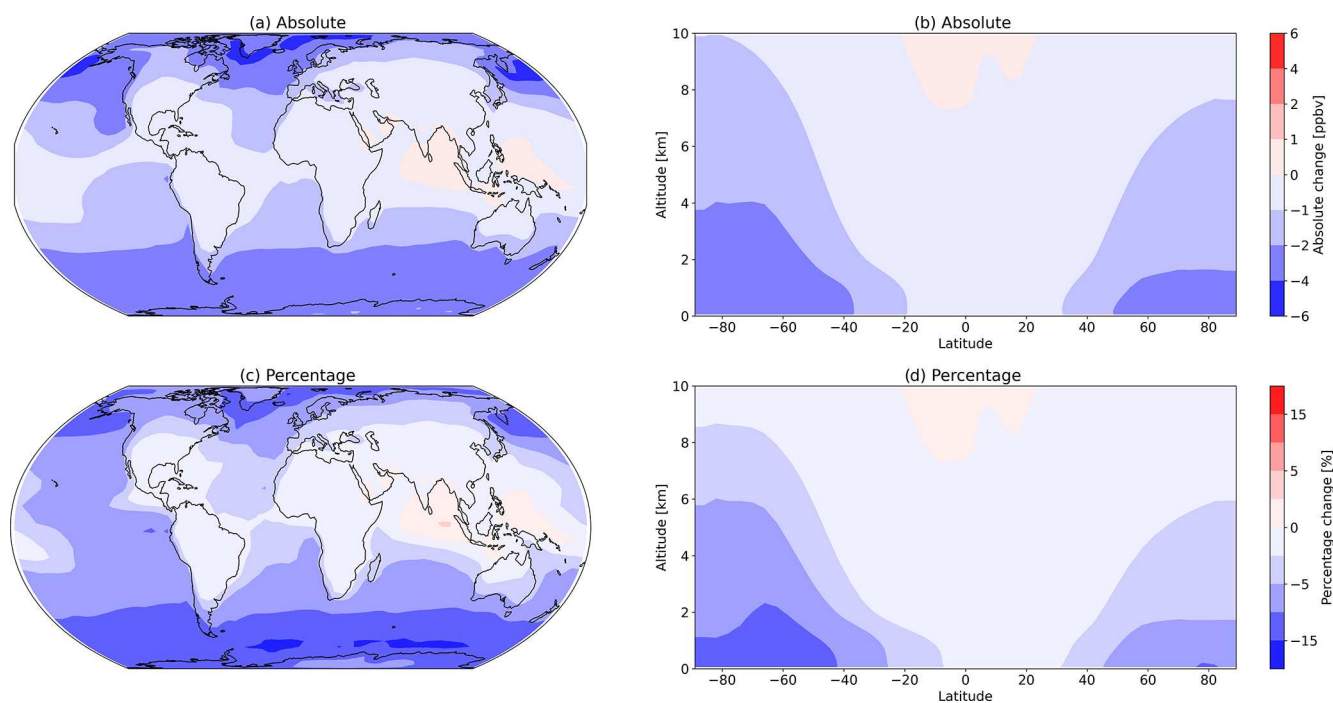 (a) Absolute
(b) Absolute
10
8
6
4
2
0
Altitude [km]
−80 −60 −40 −20 0 20 40 60 80
Latitude
6
4
2
1
0
−1
−2
−4
−6
Absolute change [ppbv]
(c) Percentage
(d) Percentage
10
8
6
4
2
0
Altitude [km]
−80 −60 −40 −20 0 20 40 60 80
Latitude
15
5
0
−5
−15
Percentage change [%]